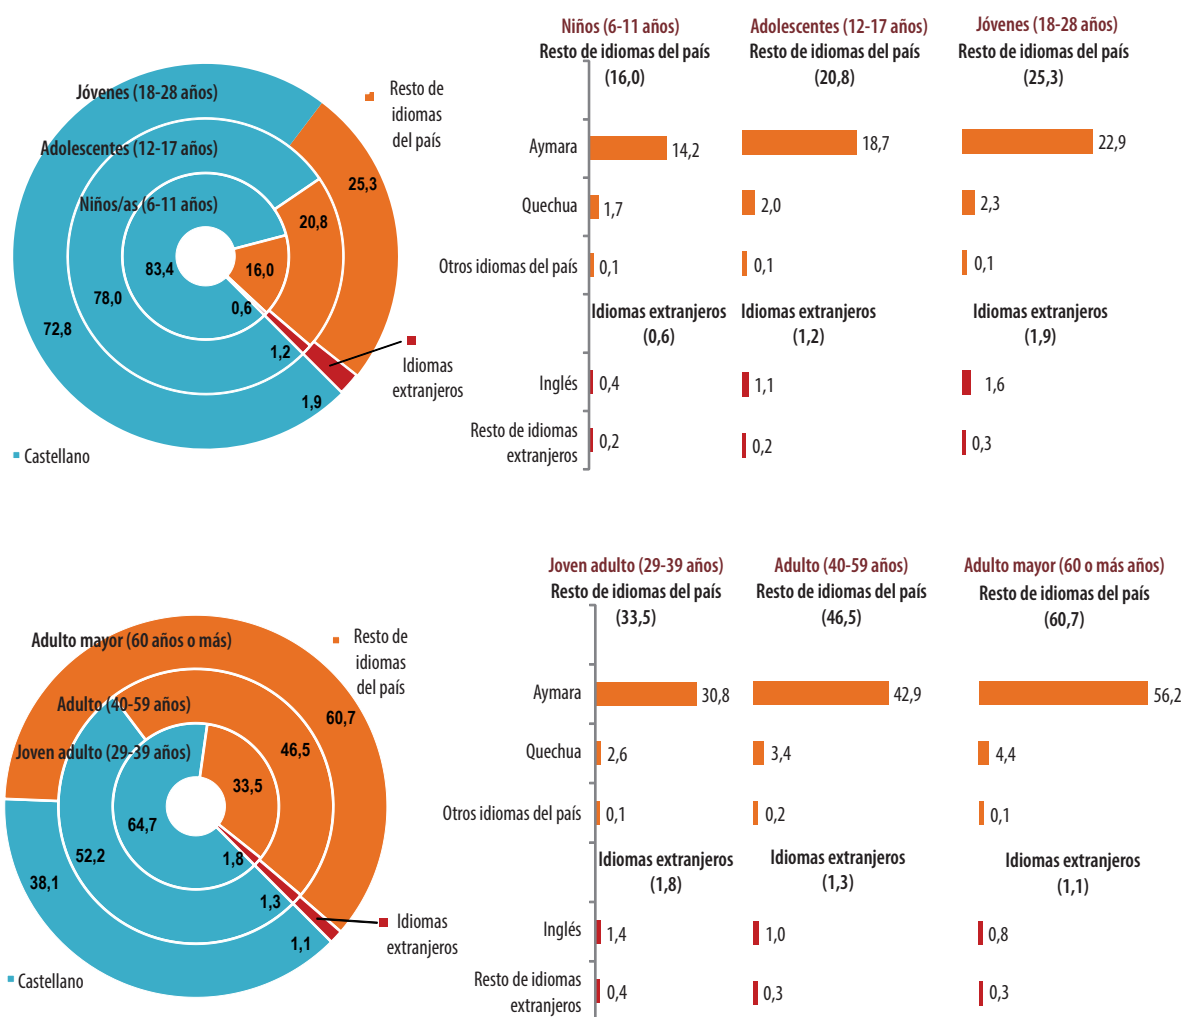 Niños (6-11 años)
Resto de idiomas del país
(16,0)
Adolescentes (12-17 años)
Resto de idiomas del país
(20,8)
Jóvenes (18-28 años)
Resto de idiomas del país
(25,3)
Jóvenes (18-28 años)
Adolescentes (12-17 años)
Niños/as (6-11 años)
Resto de
idiomas
del país
25,3
20,8
16,0
83,4
78,0
72,8
0,6
1,2
1,9
Idiomas
extranjeros
Castellano
Aymara
14,2
18,7
22,9
Quechua
1,7
2,0
2,3
Otros idiomas del país
0,1
0,1
0,1
Idiomas extranjeros
(0,6)
Idiomas extranjeros
(1,2)
Idiomas extranjeros
(1,9)
Inglés
0,4
1,1
1,6
Resto de idiomas
extranjeros
0,2
0,2
0,3
Joven adulto (29-39 años)
Resto de idiomas del país
(33,5)
Adulto (40-59 años)
Resto de idiomas del país
(46,5)
Adulto mayor (60 o más años)
Resto de idiomas del país
(60,7)
Adulto mayor (60 años o más)
Adulto (40-59 años)
Joven adulto (29-39 años)
Resto de
idiomas
del país
60,7
46,5
33,5
64,7
52,2
38,1
1,8
1,3
1,1
Idiomas
extranjeros
Castellano
Aymara
30,8
42,9
56,2
Quechua
2,6
3,4
4,4
Otros idiomas del país
0,1
0,2
0,1
Idiomas extranjeros
(1,8)
Idiomas extranjeros
(1,3)
Idiomas extranjeros
(1,1)
Inglés
1,4
1,0
0,8
Resto de idiomas
extranjeros
0,4
0,3
0,3